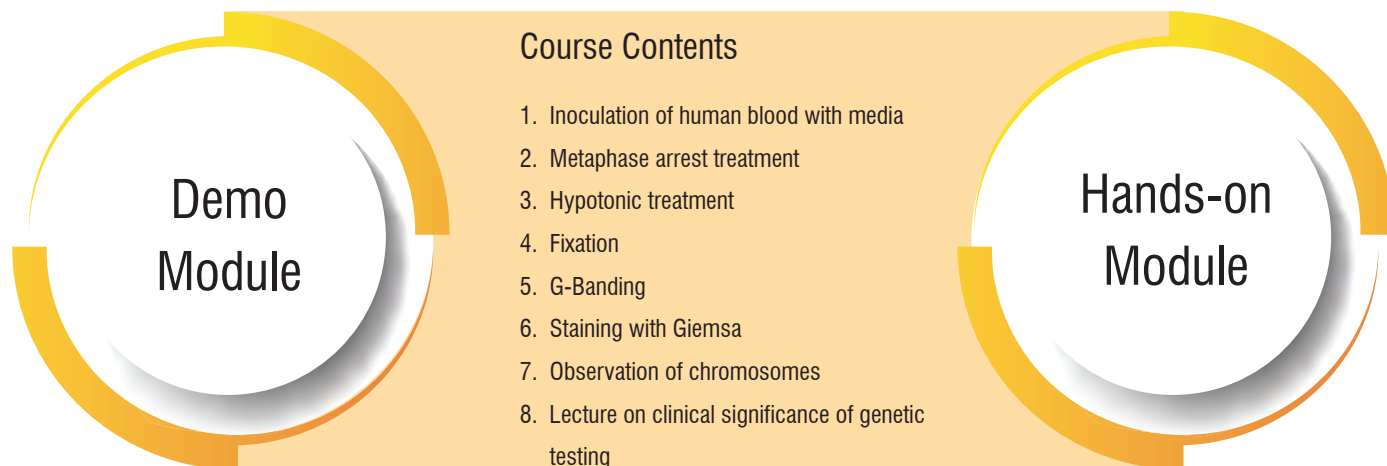 Demo
Module
Course Contents
1. Inoculation of human blood with media
2. Metaphase arrest treatment
3. Hypotonic treatment
4. Fixation
5. G-Banding
6. Staining with Giemsa
7. Observation of chromosomes
8. Lecture on clinical significance of genetic
testing
Hands-on
Module